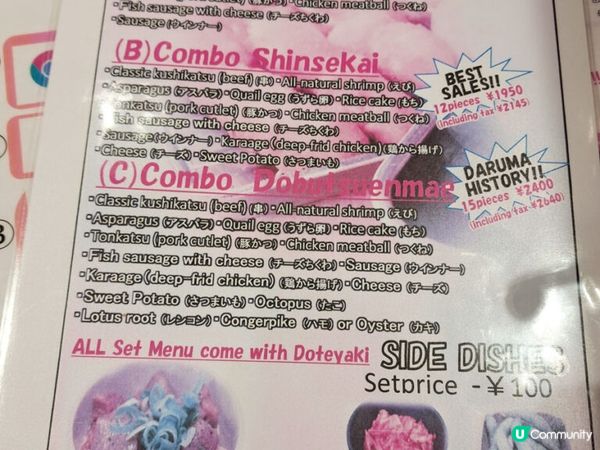 • Fish sausage with cheese (チーズちくわ)
• Chicken meatball (つくね)
• Sausage (ウインナー)
(B) Combo Shinsekai
• Classic kushikatsu (beef) (串) • All-natural shrimp (えび)
• Asparagus (アスパラ) • Quail egg (うずら卵) • Rice cake (もち)
• Tonkatsu (pork cutlet) (豚かつ) • Chicken meatball (つくわ)
• Fish sausage with cheese (チーズちくわ)
• Sausage (ウインナー) • Karaage (deep-frid chicken) (鶏から揚げ)
• Cheese (チーズ) • Sweet Potato (さつまいも)
BEST
SALES!!
12pieces ¥1950
(including tax ¥2145)
(C) Combo Dobutsuenmae
• Classic kushikatsu (beef) (串) • All-natural shrimp (えび)
• Asparagus (アスパラ) • Quail egg (うずら卵) • Rice cake (もち)
• Tonkatsu (pork cutlet) (豚かつ) • Chicken meatball (つくわ)
• Fish sausage with cheese (チーズちくわ) • Sausage (ウインナー)
• Karaage (deep-frid chicken) (鶏から揚げ) • Cheese (チーズ)
• Sweet Potato (さつまいも) • Octopus (たこ)
• Lotus root (レンコン) • Congerpike (ハモ) or Oyster (カキ)
DARUMA
HISTORY!!
15pieces ¥2400
(including tax ¥2640)
ALL Set Menu come with Doteyaki
SIDE DISHES
Setprice -¥100
U Community